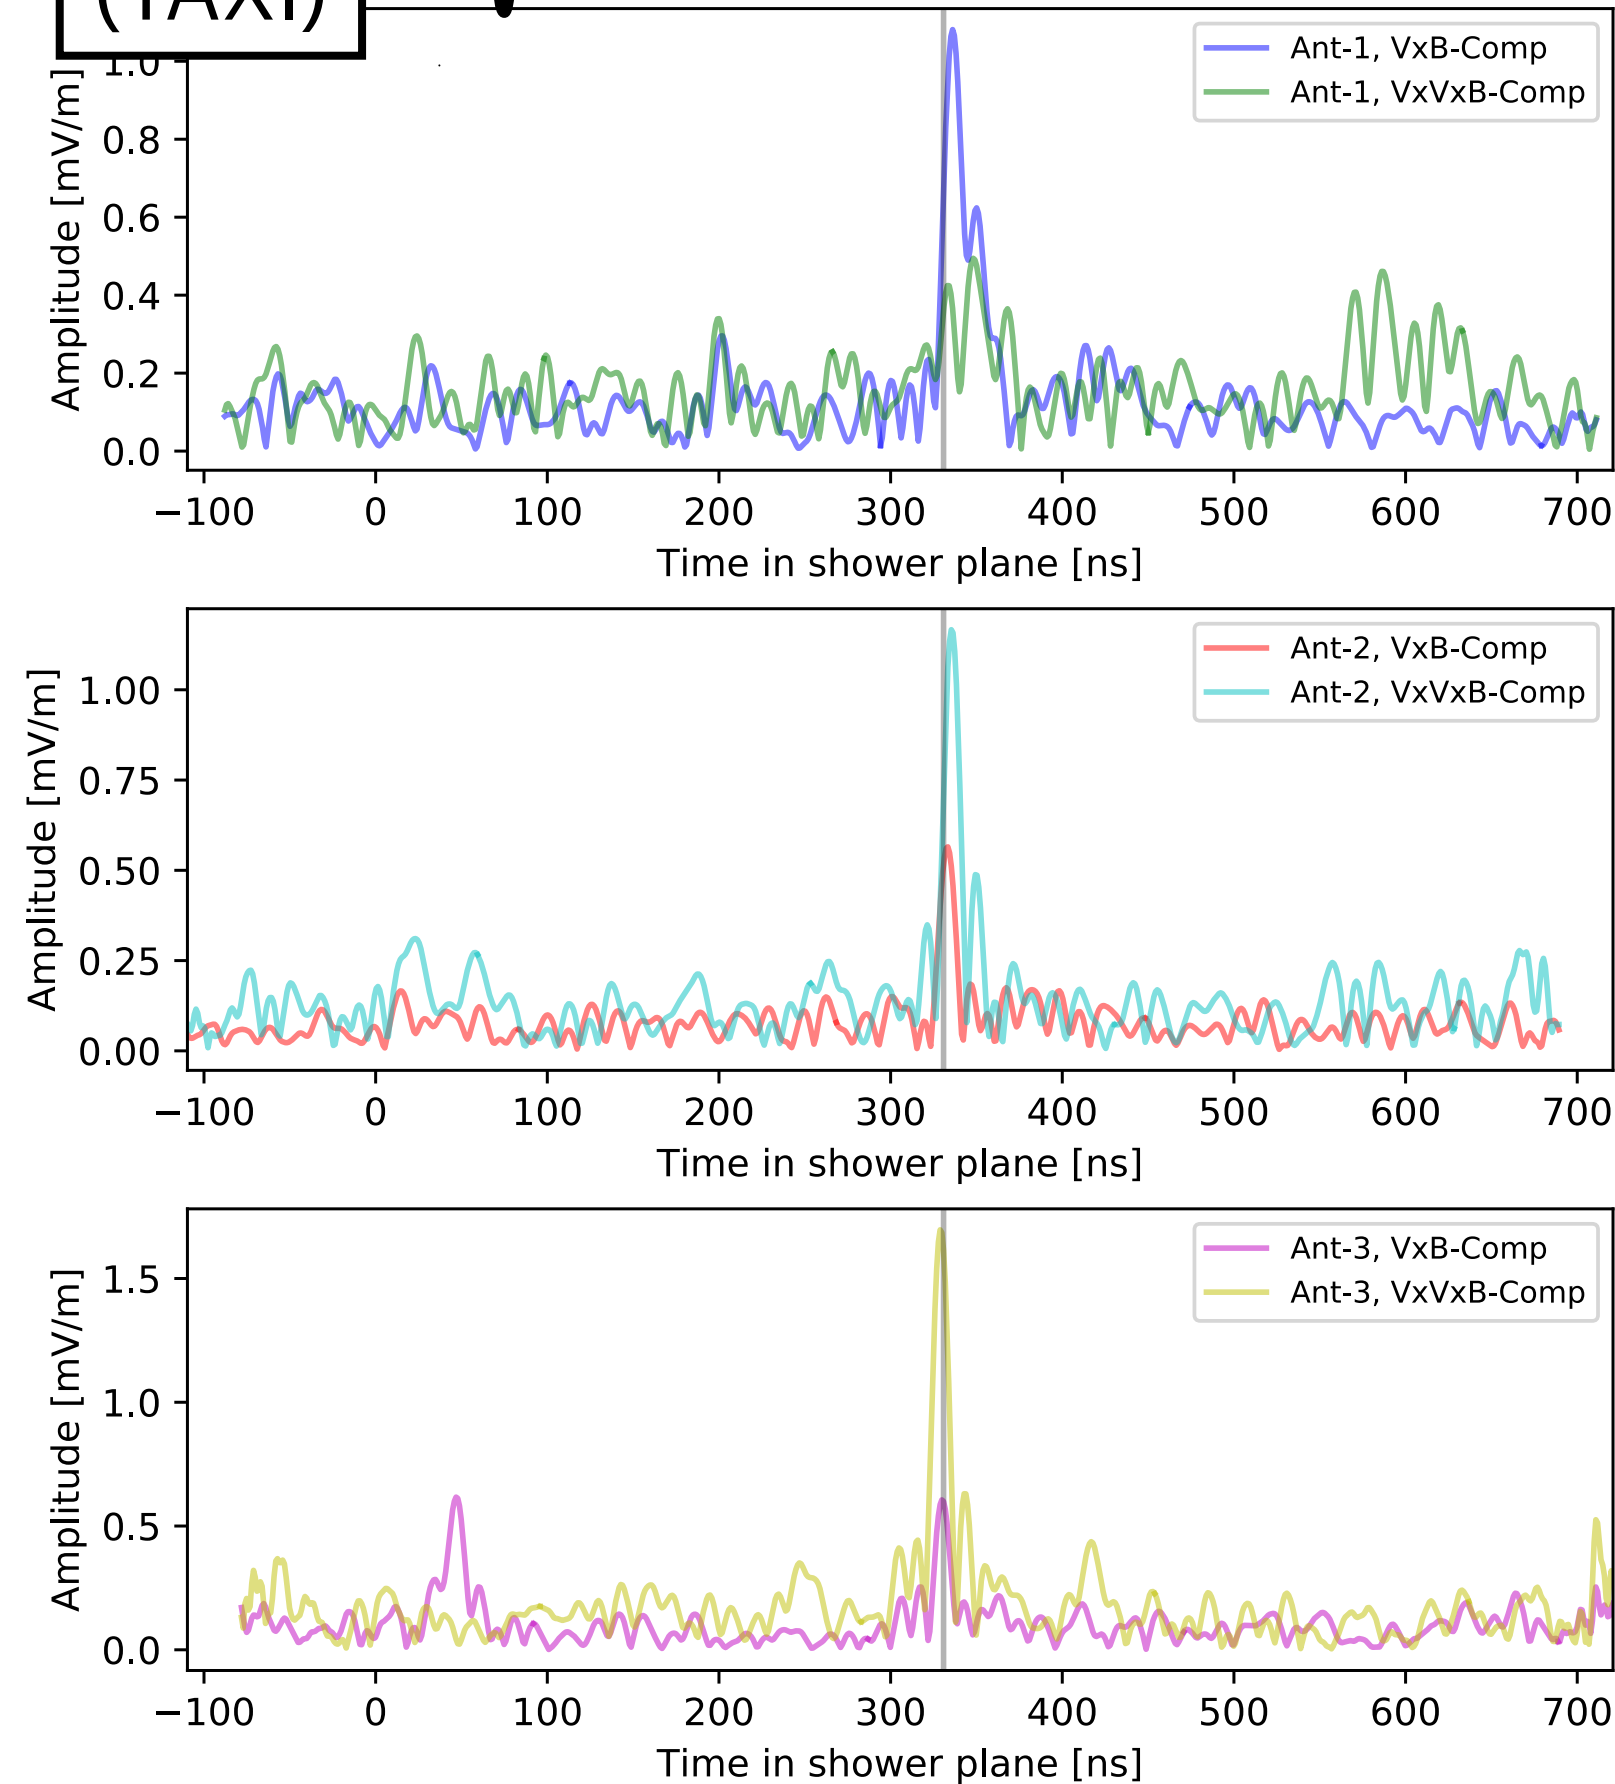 (TAXI)
Amplitude [mV/m]
1.0
0.8
0.6
0.4
0.2
0.0
Ant-1, VxB-Comp
Ant-1, VxVxB-Comp
−100 0 100 200 300 400 500 600 700
Time in shower plane [ns]
Amplitude [mV/m]
1.00
0.75
0.50
0.25
0.00
Ant-2, VxB-Comp
Ant-2, VxVxB-Comp
−100 0 100 200 300 400 500 600 700
Time in shower plane [ns]
Amplitude [mV/m]
1.5
1.0
0.5
0.0
Ant-3, VxB-Comp
Ant-3, VxVxB-Comp
−100 0 100 200 300 400 500 600 700
Time in shower plane [ns]